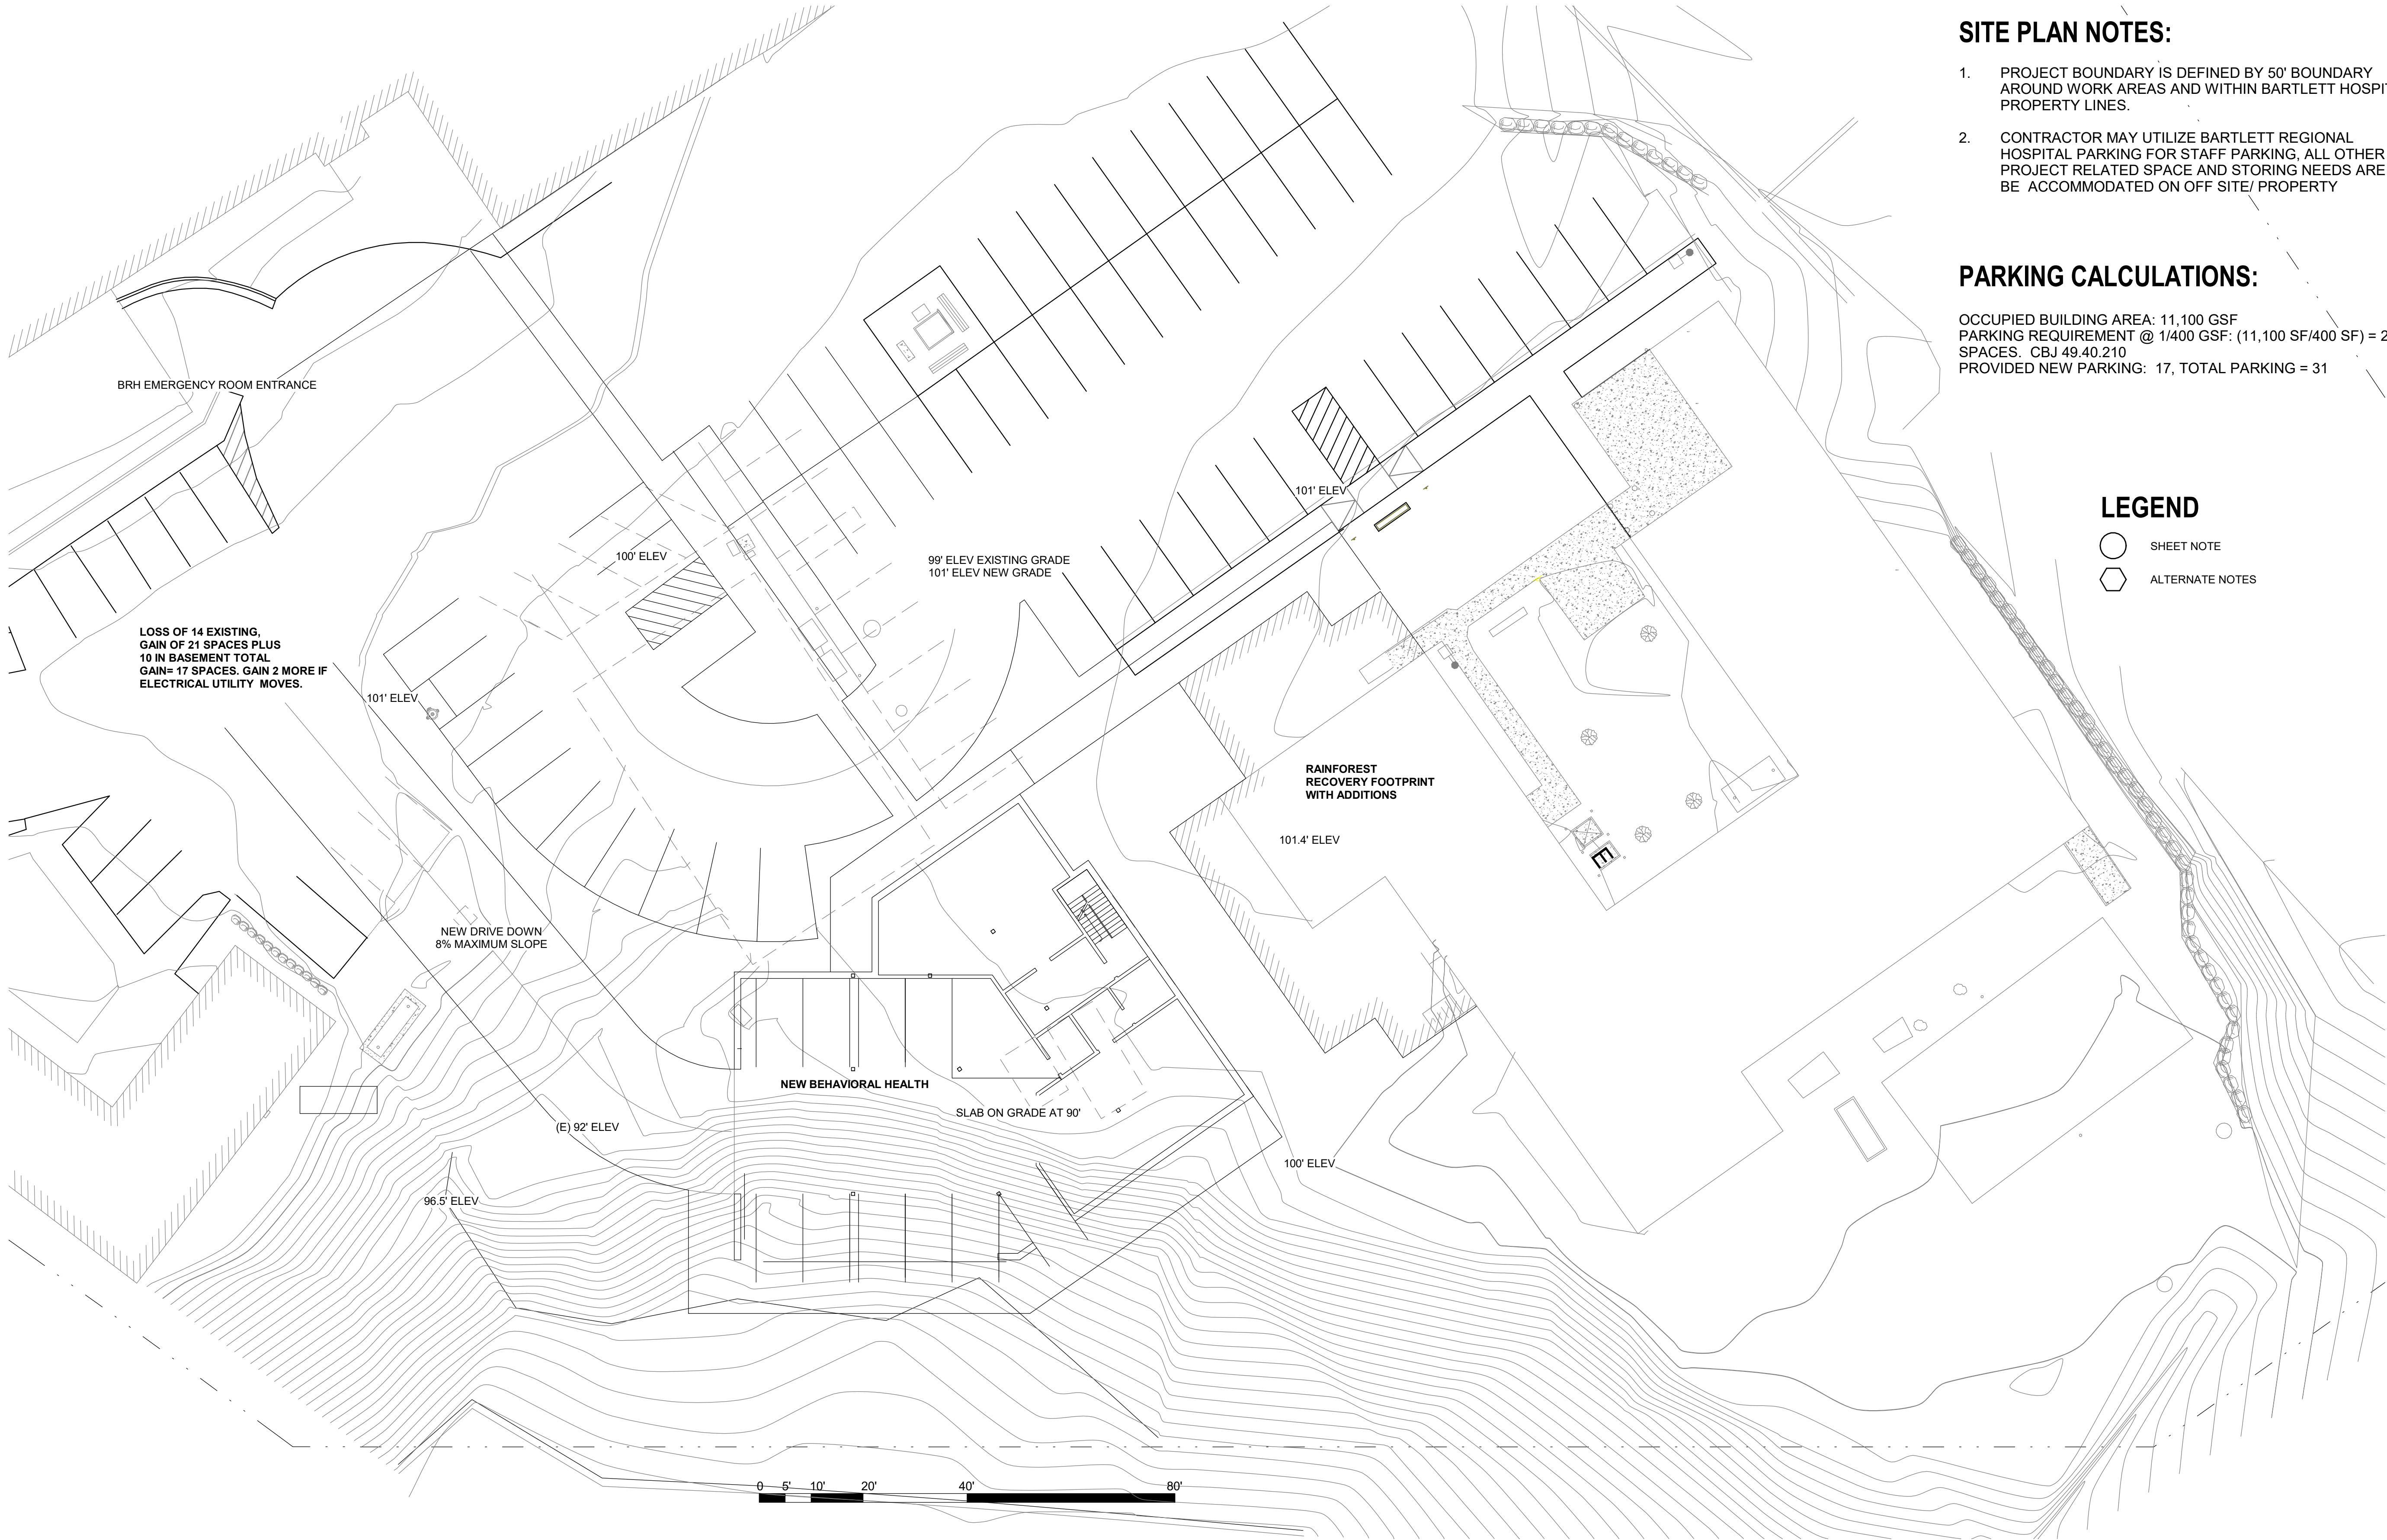 SITE PLAN NOTES:
1. PROJECT BOUNDARY IS DEFINED BY 50' BOUNDARY
AROUND WORK AREAS AND WITHIN BARTLETT
PROPERTY LINES.
2. CONTRACTOR MAY UTILIZE BARTLETT REGIONAL
HOSPITAL PARKING FOR STAFF PARKING, ALL OTHER
PROJECT RELATED SPACE AND STORING NEEDS ARE
BE ACCOMMODATED ON OFF SITE/ PROPERTY
PARKING CALCULATIONS:
OCCUPIED BUILDING AREA: 11,100 GSF
PARKING REQUIREMENT @ 1/400 GSF: (11,100 SF/400 SF) = 2
SPACES. CBJ 49.40.210
PROVIDED NEW PARKING: 17, TOTAL PARKING = 31
LEGEND
SHEET NOTE
ALTERNATE NOTES
BRH EMERGENCY ROOM ENTRANCE
101' ELEV
100' ELEV
99' ELEV EXISTING GRADE
101' ELEV NEW GRADE
LOSS OF 14 EXISTING,
GAIN OF 21 SPACES PLUS
10 IN BASEMENT TOTAL
GAIN= 17 SPACES. GAIN 2 MORE IF
ELECTRICAL UTILITY MOVES.
101' ELEV
RAINFOREST
RECOVERY FOOTPRINT
WITH ADDITIONS
101.4' ELEV
E
NEW DRIVE DOWN
8% MAXIMUM SLOPE
NEW BEHAVIORAL HEALTH
SLAB ON GRADE AT 90'
(E) 92' ELEV
100' ELEV
96.5' ELEV
0 5' 10' 20' 40' 80'